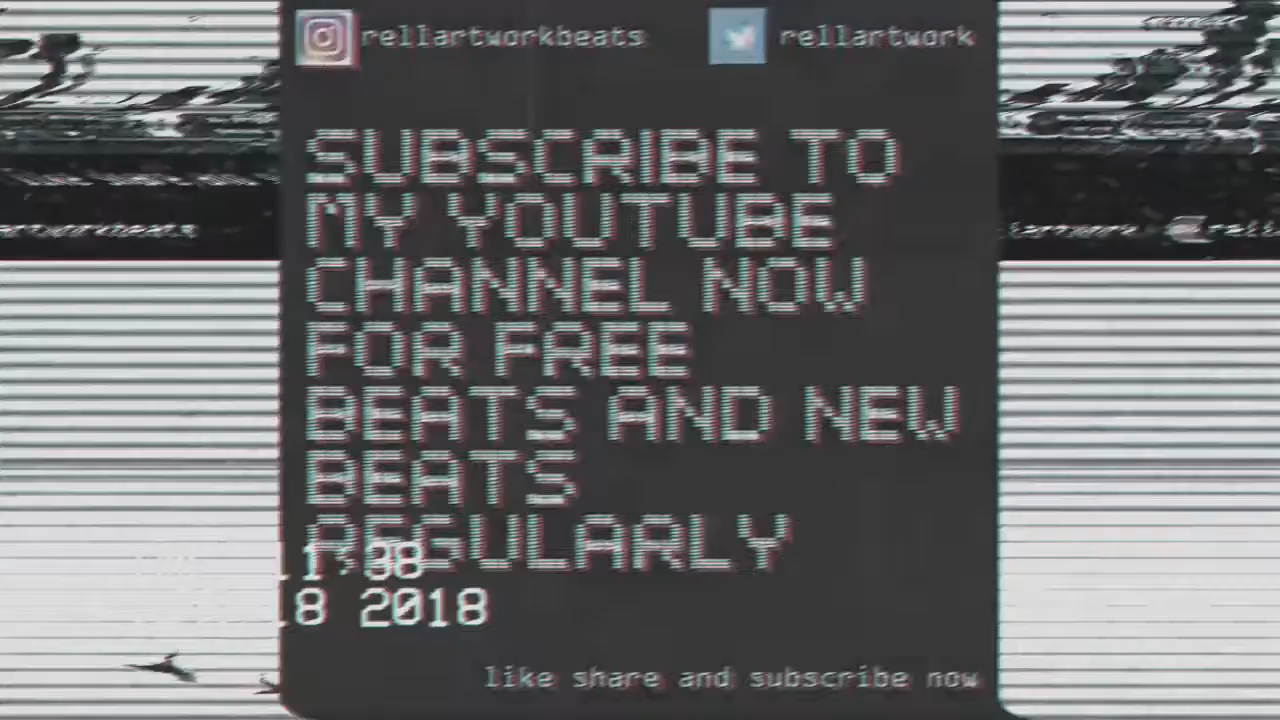 rellartworkbeats rellartwork
SUBSCRIBE TO
MY YOUTUBE
CHANNEL NOW
FOR FREE
BEATS AND NEW
BEATS
REGULARLY
8 2018
like share and subscribe now